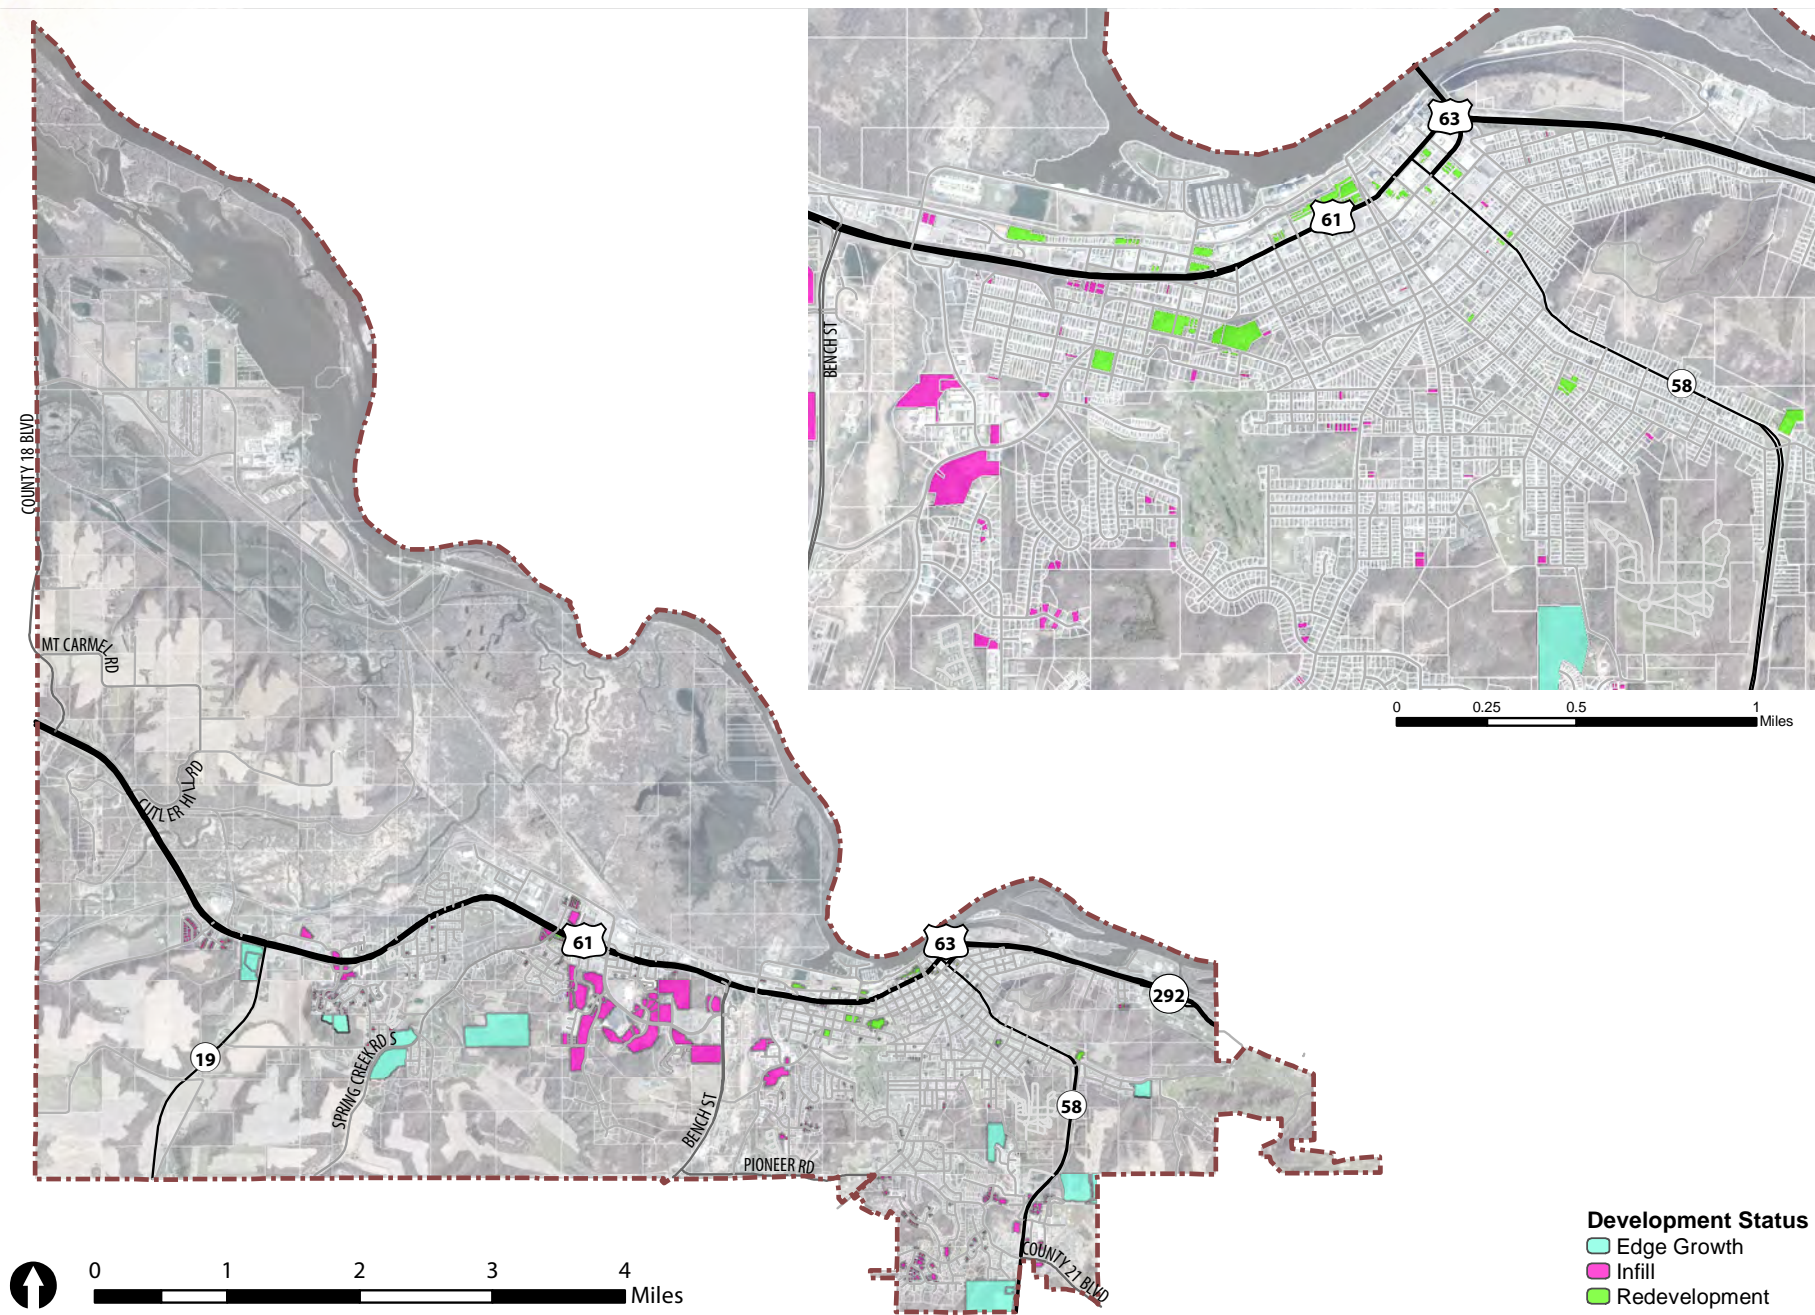 63
61
BENCH ST
58
0 0.25 0.5 1
Miles
COUNTY 18 BLVD
MT CARMEL RD
CUTLER HILL RD
61
63
292
19
SPRING CREEK RD S
BENCH ST
58
PIONEER RD
COUNTY 21 BLVD
0 1 2 3 4
Miles
Development Status
Edge Growth
Infill
Redevelopment